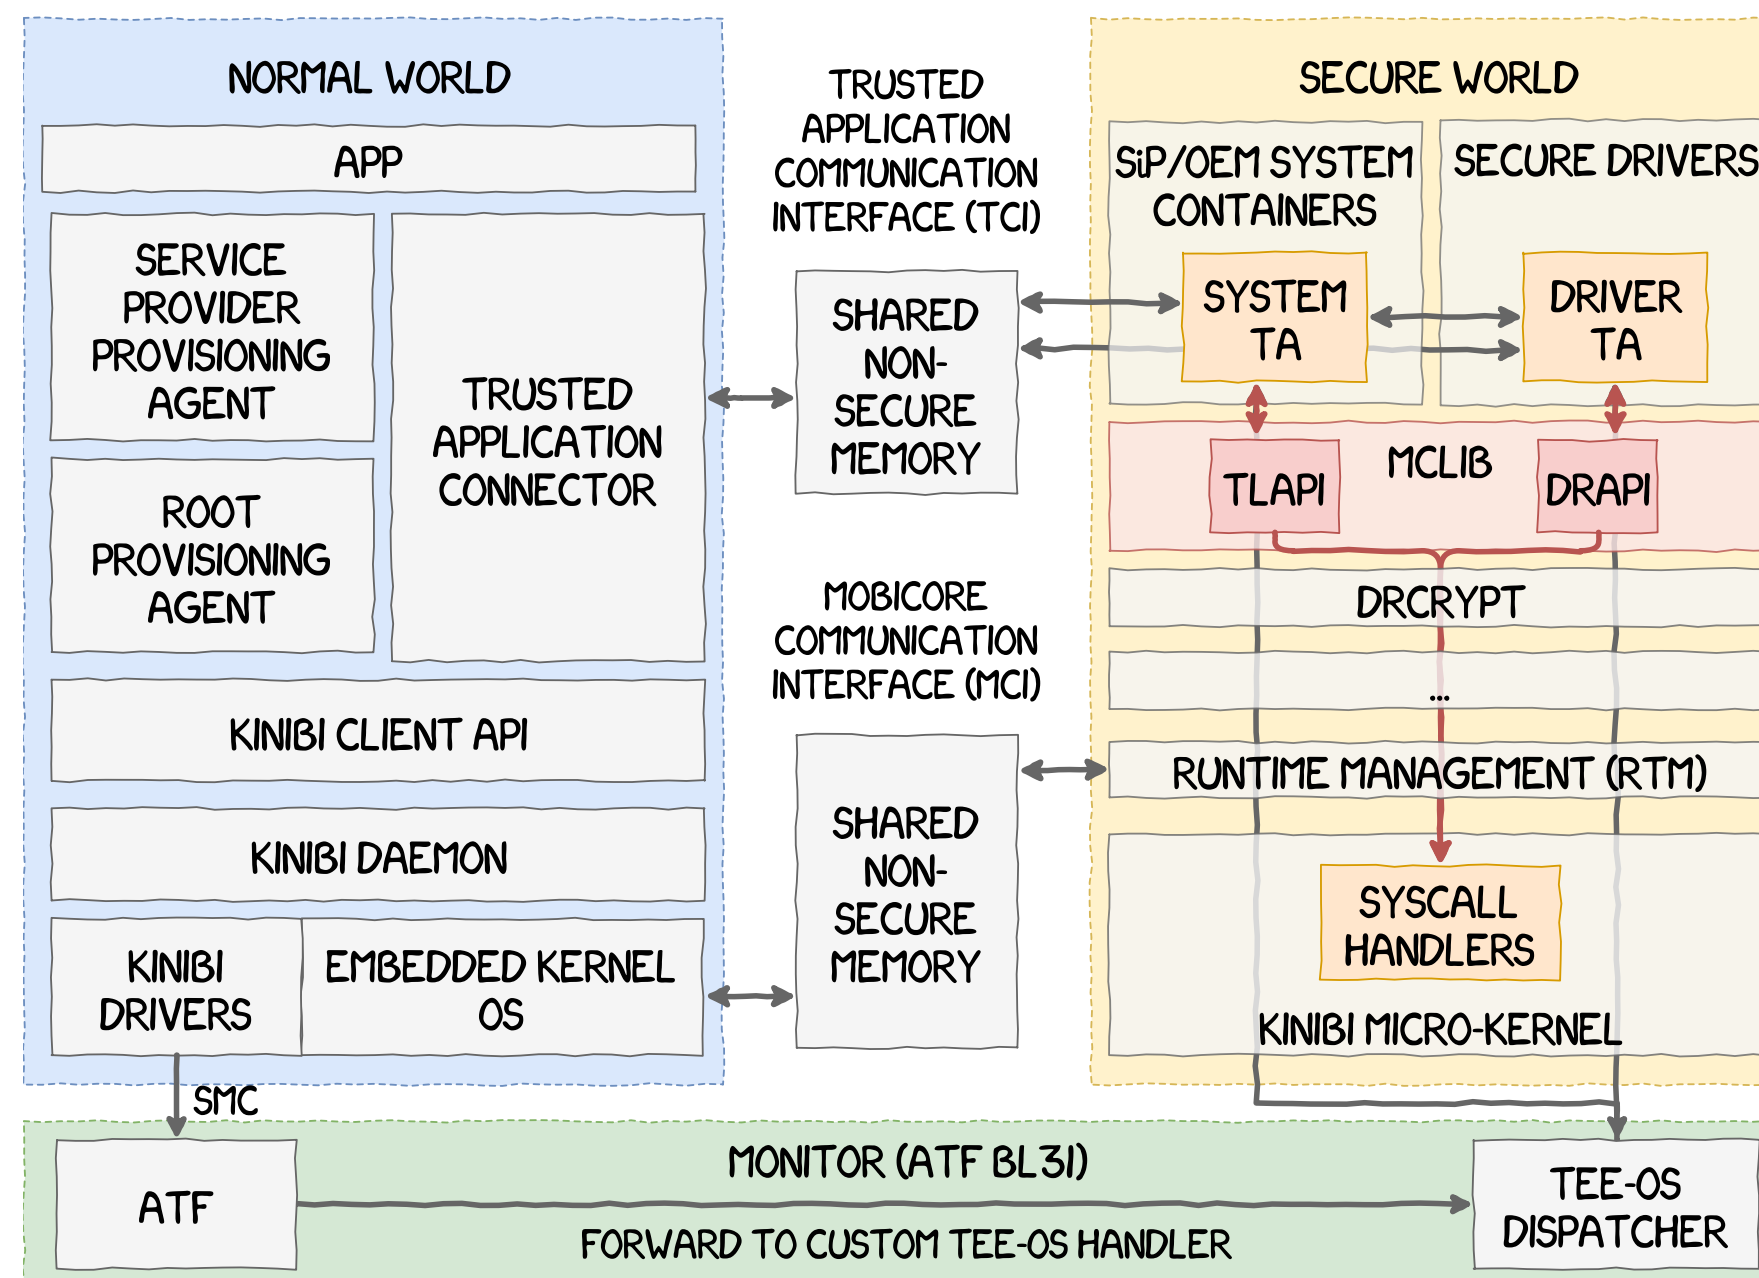 NORMAL WORLD
APP
SERVICE
PROVIDER
PROVISIONING
AGENT
ROOT
PROVISIONING
AGENT
TRUSTED
APPLICATION
CONNECTOR
KINIBI CLIENT API
KINIBI DAEMON
KINIBI
DRIVERS
EMBEDDED KERNEL
OS
SMC
TRUSTED
APPLICATION
COMMUNICATION
INTERFACE (TCI)
SHARED
NON-
SECURE
MEMORY
MOBICORE
COMMUNICATION
INTERFACE (MCI)
SHARED
NON-
SECURE
MEMORY
SECURE WORLD
SiP/OEM SYSTEM
CONTAINERS
SYSTEM
TA
SECURE DRIVERS
DRIVER
TA
MCLIB
TLAPI
DRAPI
DRCRYPT
...
RUNTIME MANAGEMENT (RTM)
SYSCALL
HANDLERS
KINIBI MICRO-KERNEL
MONITOR (ATF BL31)
ATF
FORWARD TO CUSTOM TEE-OS HANDLER
TEE-OS
DISPATCHER